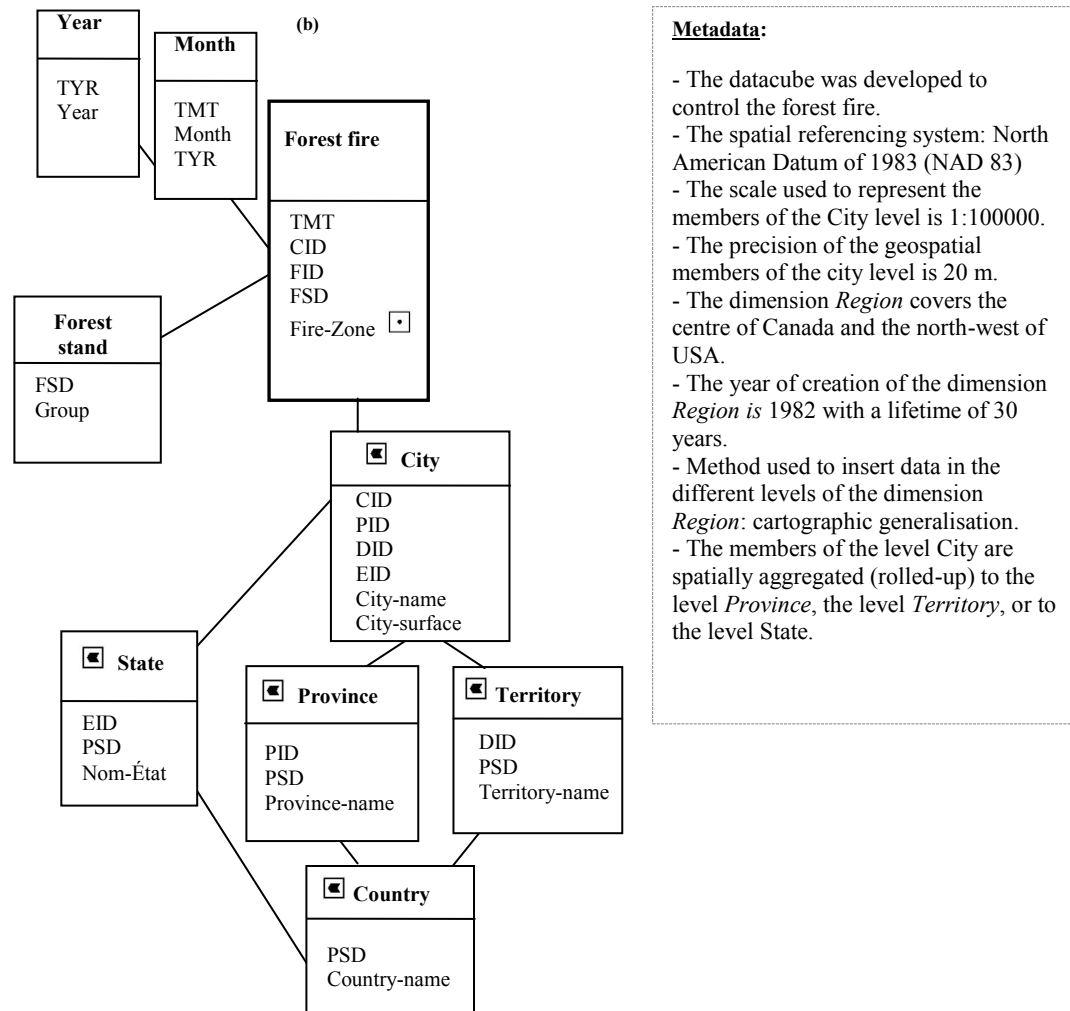 Year
TYR
Year
(b)
Month
TMT
Month
TYR
Forest fire
TMT
CID
FID
FSD
Fire-Zone
Forest
stand
FSD
Group
City
CID
PID
DID
EID
City-name
City-surface
State
EID
PSD
Nom-État
Province
PID
PSD
Province-name
Territory
DID
PSD
Territory-name
Country
PSD
Country-name
Metadata:
- The datacube was developed to
control the forest fire.
- The spatial referencing system: North
American Datum of 1983 (NAD 83)
- The scale used to represent the
members of the City level is 1:100000.
- The precision of the geospatial
members of the city level is 20 m.
- The dimension Region covers the
centre of Canada and the north-west of
USA.
- The year of creation of the dimension
Region is 1982 with a lifetime of 30
years.
- Method used to insert data in the
different levels of the dimension
Region: cartographic generalisation.
- The members of the level City are
spatially aggregated (rolled-up) to the
level Province, the level Territory, or to
the level State.